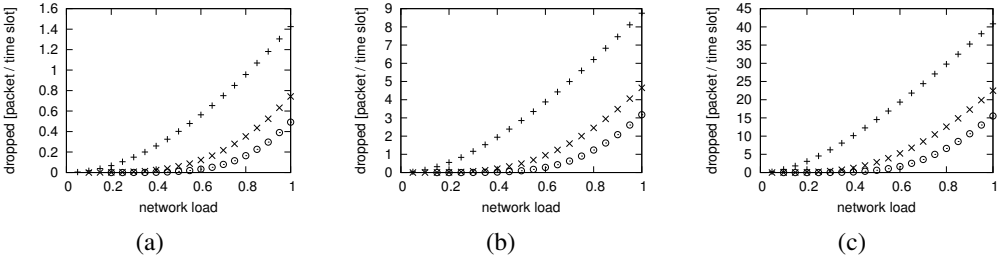 dropped [packet / time slot]
1.6
1.4
1.2
1
0.8
0.6
0.4
0.2
0
0 0.2 0.4 0.6 0.8 1
network load
(a)
dropped [packet / time slot]
9
8
7
6
5
4
3
2
1
0
0 0.2 0.4 0.6 0.8 1
network load
(b)
dropped [packet / time slot]
45
40
35
30
25
20
15
10
5
0
0 0.2 0.4 0.6 0.8 1
network load
(c)